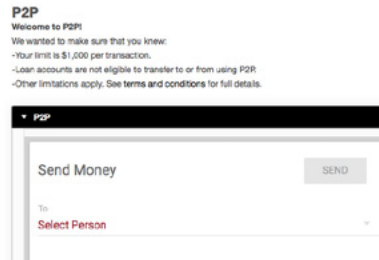 P2P
Welcome to P2P!
We wanted to make sure that you knew:
-Your limit is $1,000 per transaction.
-Loan accounts are not eligible to transfer to or from using P2P.
-Other limitations apply. See terms and conditions for full details.
P2P
Send Money
SEND
To
Select Person